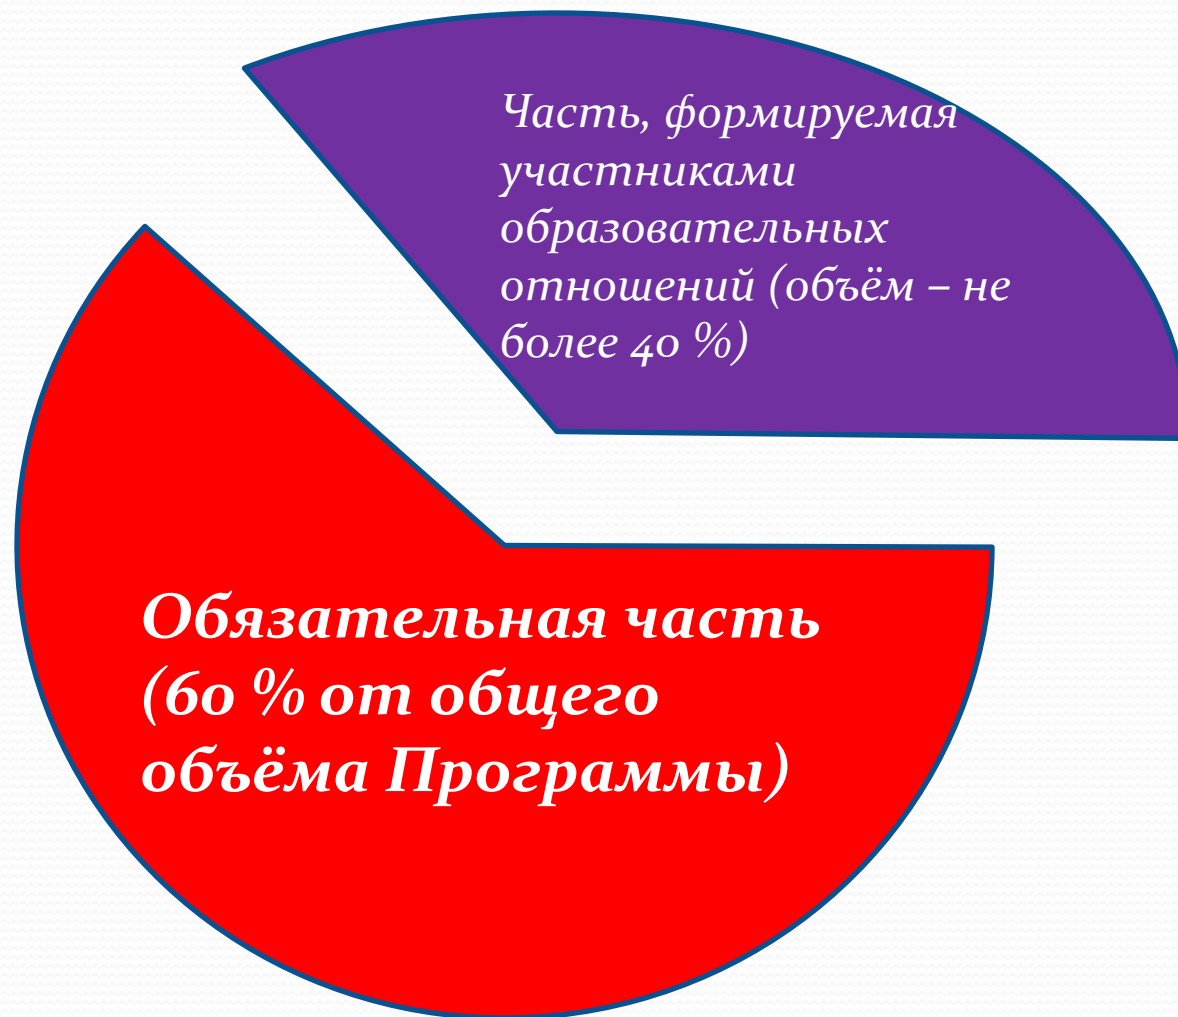 Часть, формируемая
участниками
образовательных
отношений (объём – не
более 40 %)
Обязательная часть
(60 % от общего
объёма Программы)